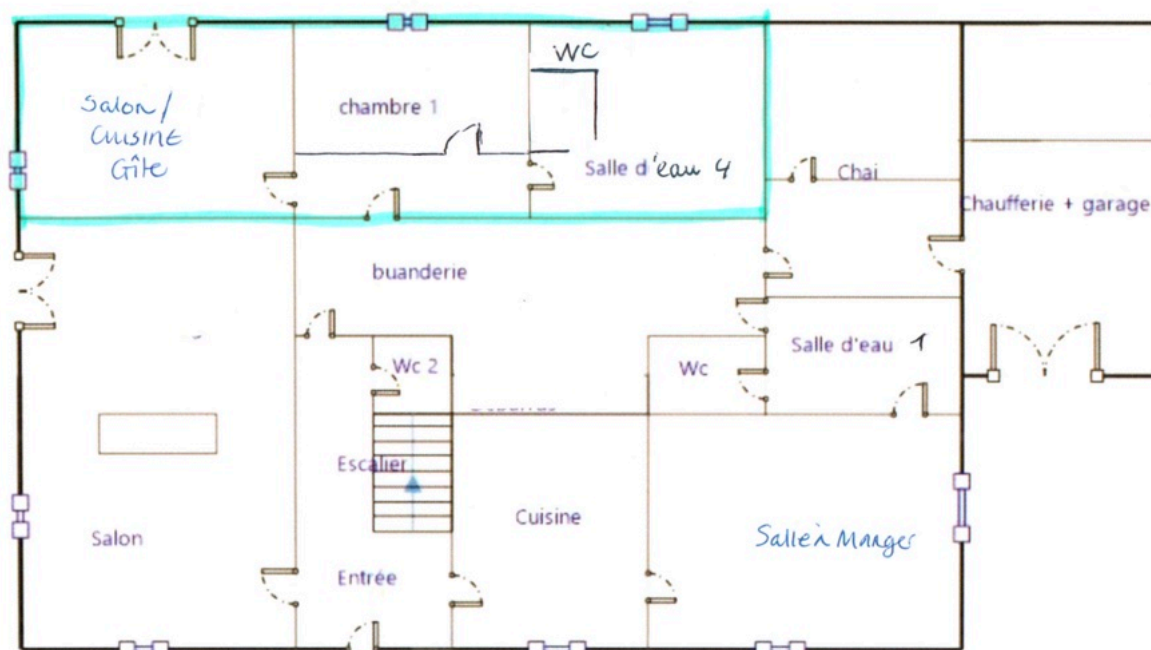 WC
Salon /
Cuisine
Gîte
chambre 1
Salle d'eau 4
Chai
Chaufferie + garage
buanderie
Salle d'eau 1
Wc 2
Wc
Escalier
Cuisine
Salon
Salle à Manger
Entrée